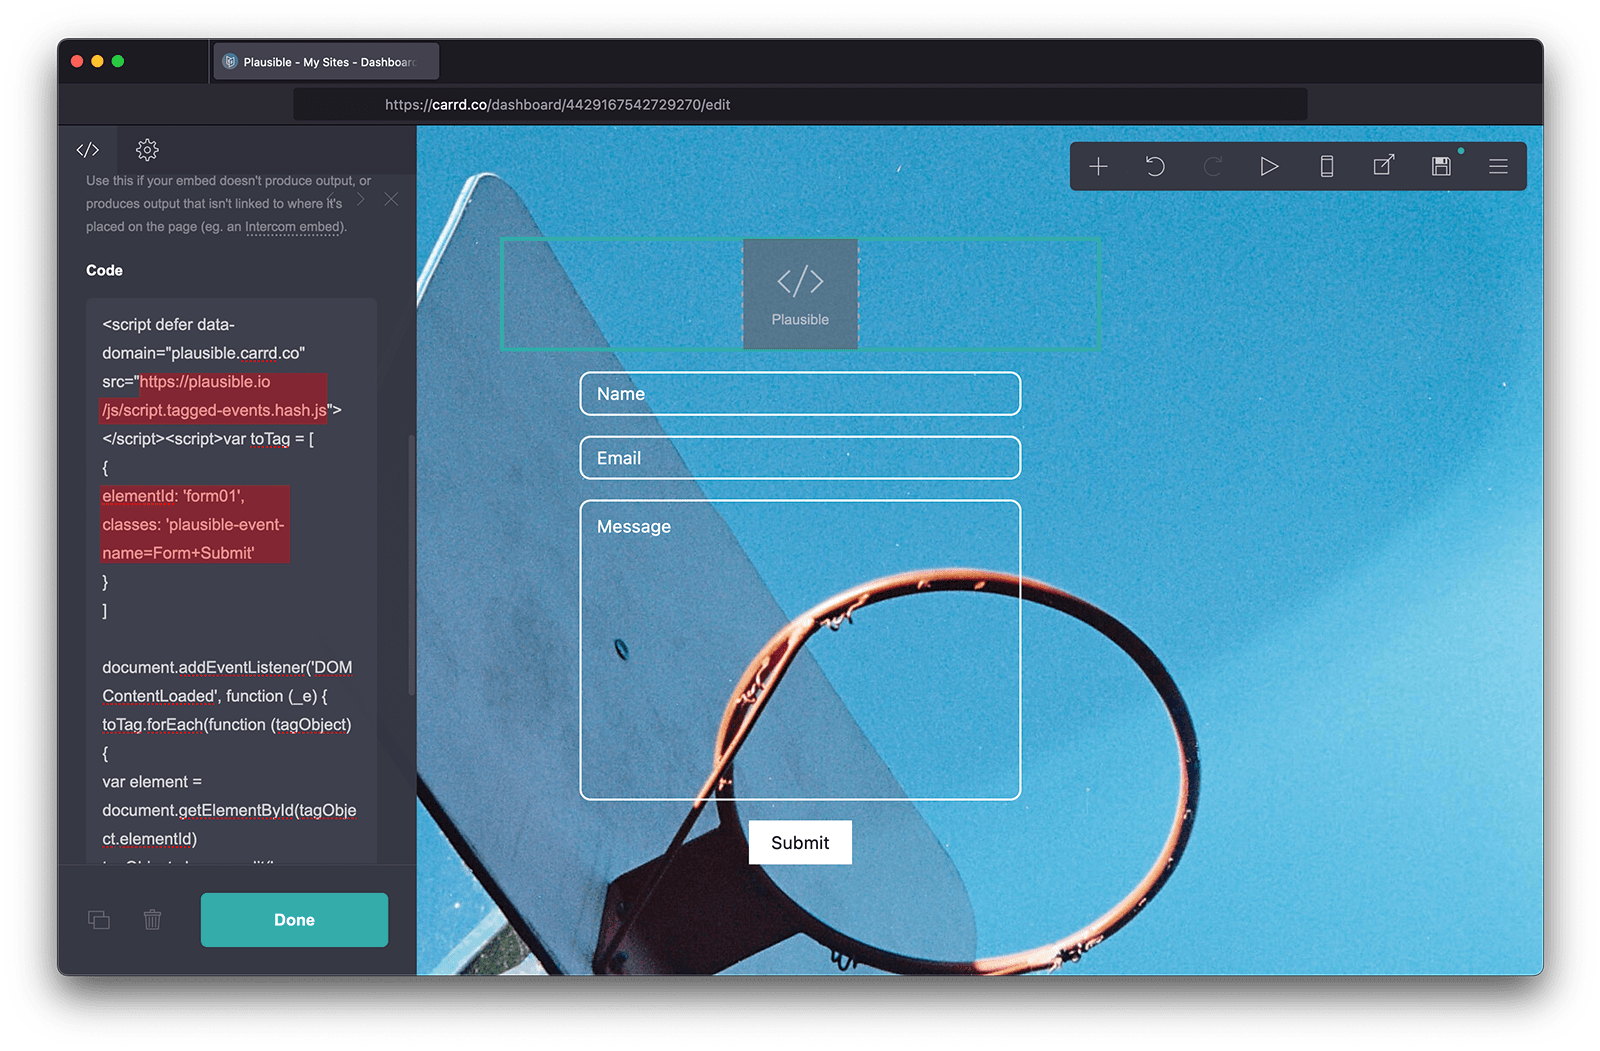 Plausible - My Sites - Dashboar
https://carrd.co/dashboard/4429167542729270/edit
</>
Use this if your embed doesn't produce output, or
produces output that isn't linked to where it's
placed on the page (eg. an Intercom embed).
Code
<script defer data-
domain="plausible.carrd.co"
src="https://plausible.io
/js/script.tagged-events.hash.js">
</script><script>var toTag = [
{
elementId: 'form01',
classes: 'plausible-event-
name=Form+Submit'
}
]
document.addEventListener('DOM
ContentLoaded', function (_e) {
toTag.forEach(function (tagObject)
{
var element =
document.getElementById(tagObje
ct.elementId)
Done
</>
Plausible
Name
Email
Message
Submit